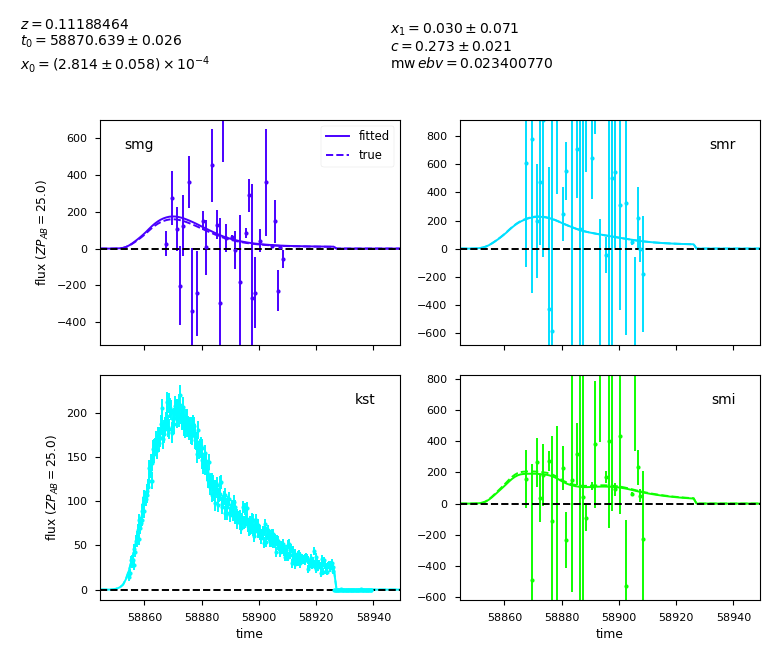 z = 0.11188464
t₀ = 58870.639 ± 0.026
x₀ = (2.814 ± 0.058) × 10⁻⁴
x₁ = 0.030 ± 0.071
c = 0.273 ± 0.021
mw ebv = 0.023400770
smg
fitted
true
600
400
200
0
−200
−400
flux (ZP_AB = 25.0)
smr
800
600
400
200
0
−200
−400
−600
kst
200
150
100
50
0
flux (ZP_AB = 25.0)
58860 58880 58900 58920 58940
time
smi
800
600
400
200
0
−200
−400
−600
58860 58880 58900 58920 58940
time